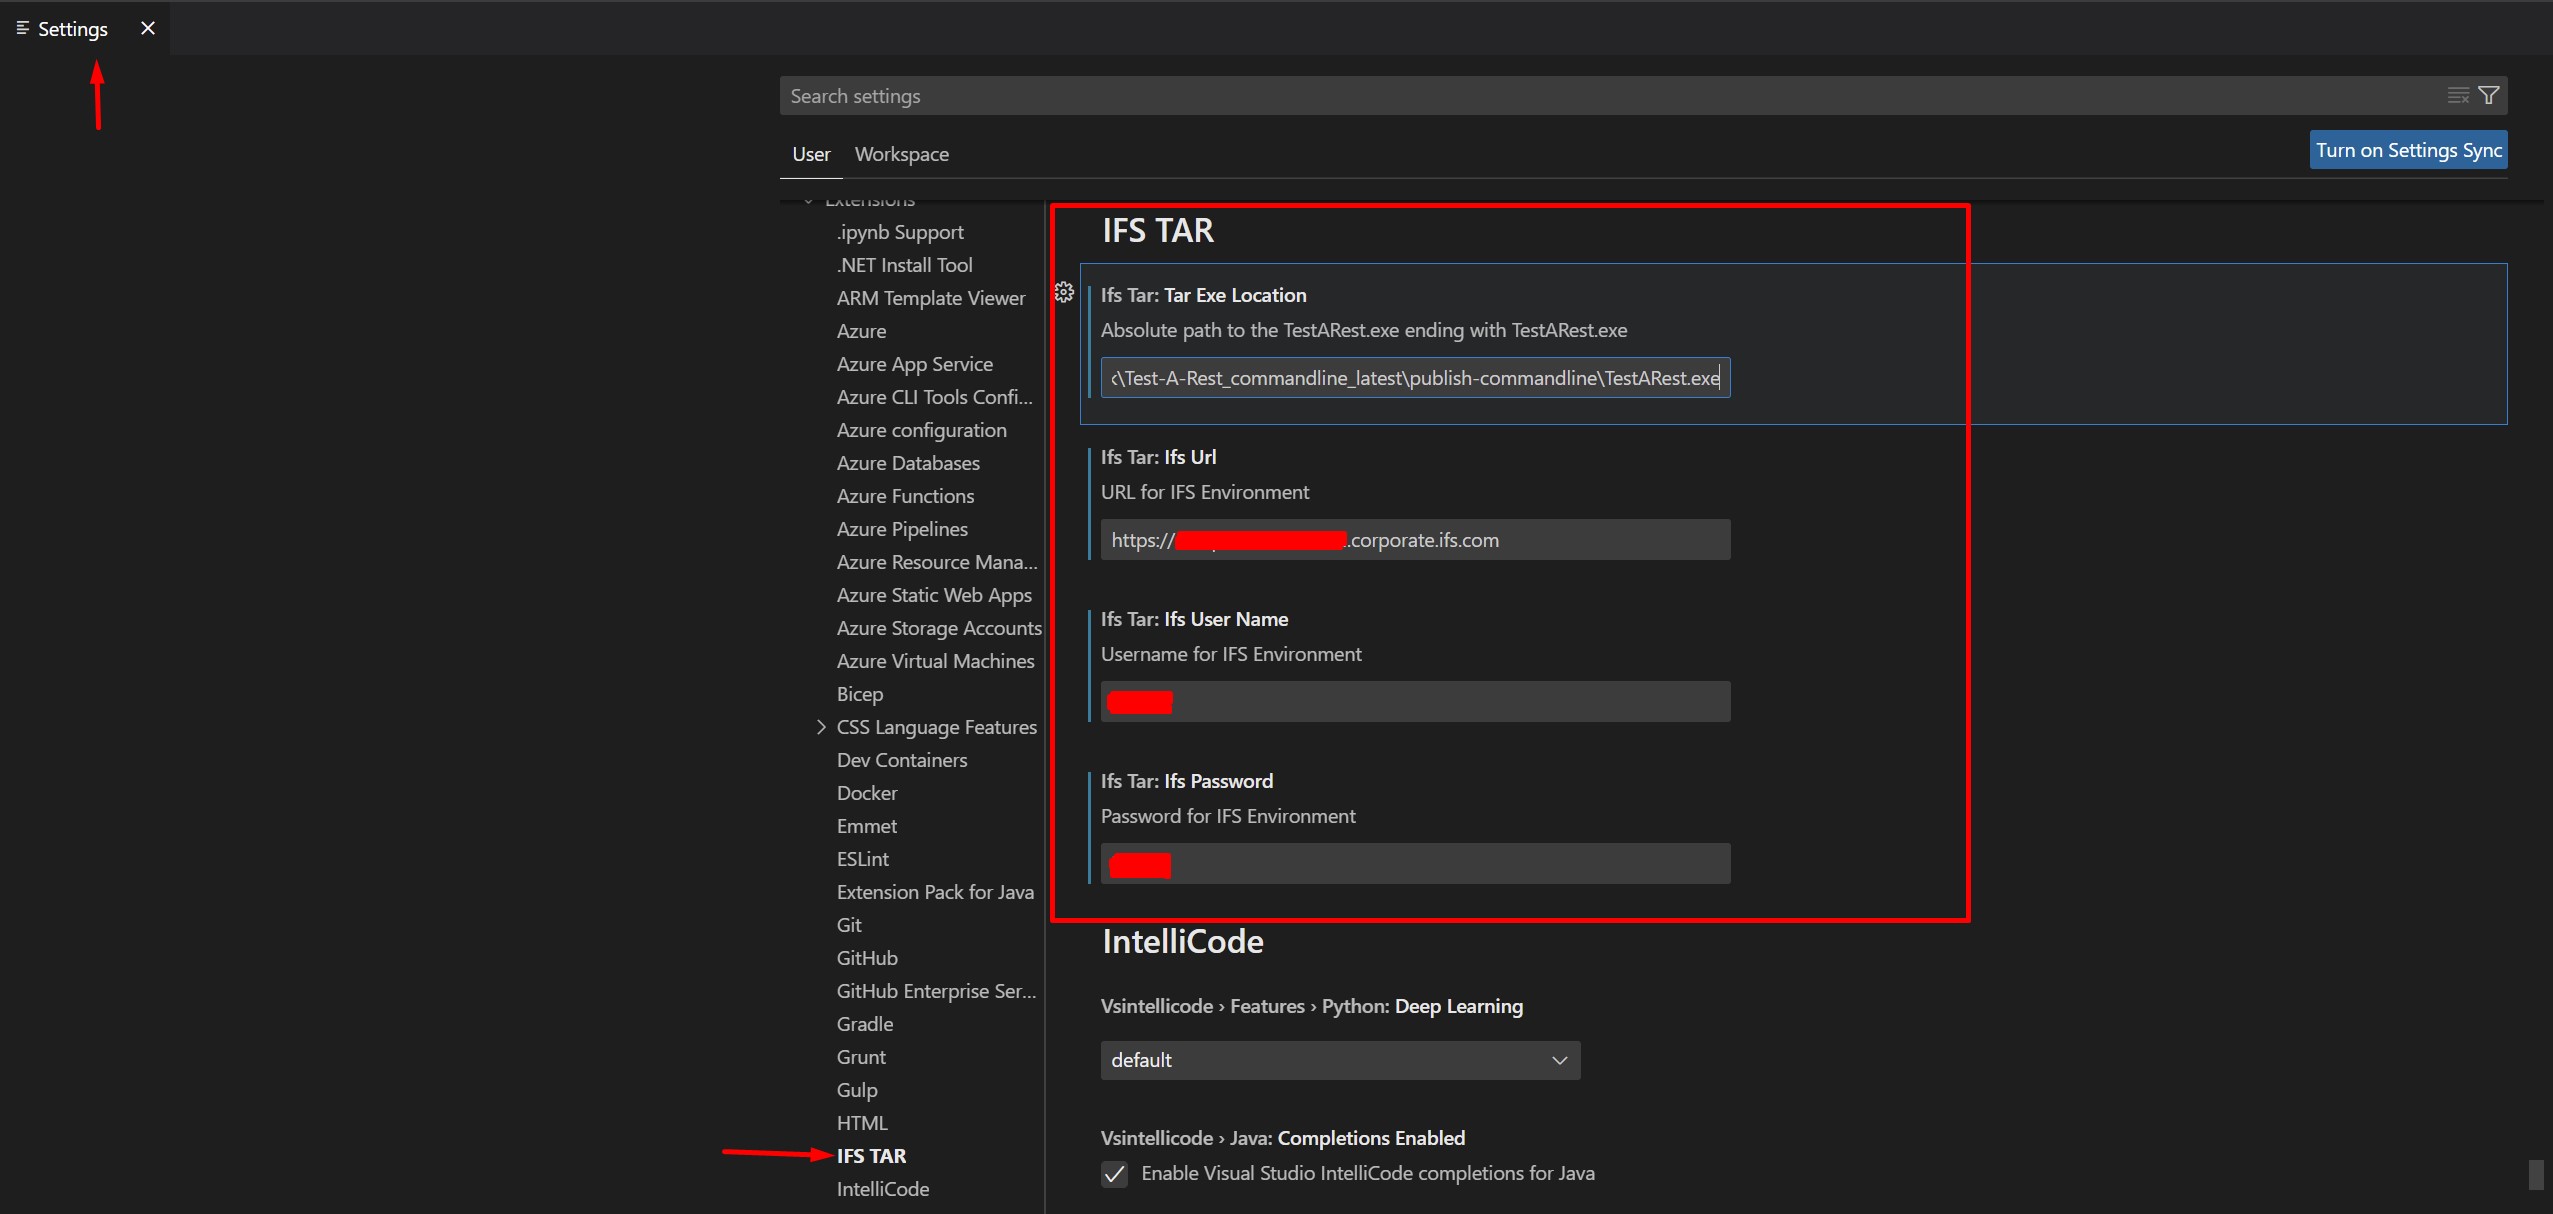 Settings
Search settings
User Workspace
Turn on Settings Sync
Extensions
.ipynb Support
.NET Install Tool
ARM Template Viewer
Azure
Azure App Service
Azure CLI Tools Confi...
Azure configuration
Azure Databases
Azure Functions
Azure Pipelines
Azure Resource Mana...
Azure Static Web Apps
Azure Storage Accounts
Azure Virtual Machines
Bicep
CSS Language Features
Dev Containers
Docker
Emmet
ESLint
Extension Pack for Java
Git
GitHub
GitHub Enterprise Ser...
Gradle
Grunt
Gulp
HTML
IFS TAR
IntelliCode
IFS TAR
Ifs Tar: Tar Exe Location
Absolute path to the TestARest.exe ending with TestARest.exe
\Test-A-Rest_commandline_latest\publish-commandline\TestARest.exe
Ifs Tar: Ifs Url
URL for IFS Environment
https:// .corporate.ifs.com
Ifs Tar: Ifs User Name
Username for IFS Environment
Ifs Tar: Ifs Password
Password for IFS Environment
IntelliCode
Vsintellicode › Features › Python: Deep Learning
default
Vsintellicode › Java: Completions Enabled
Enable Visual Studio IntelliCode completions for Java